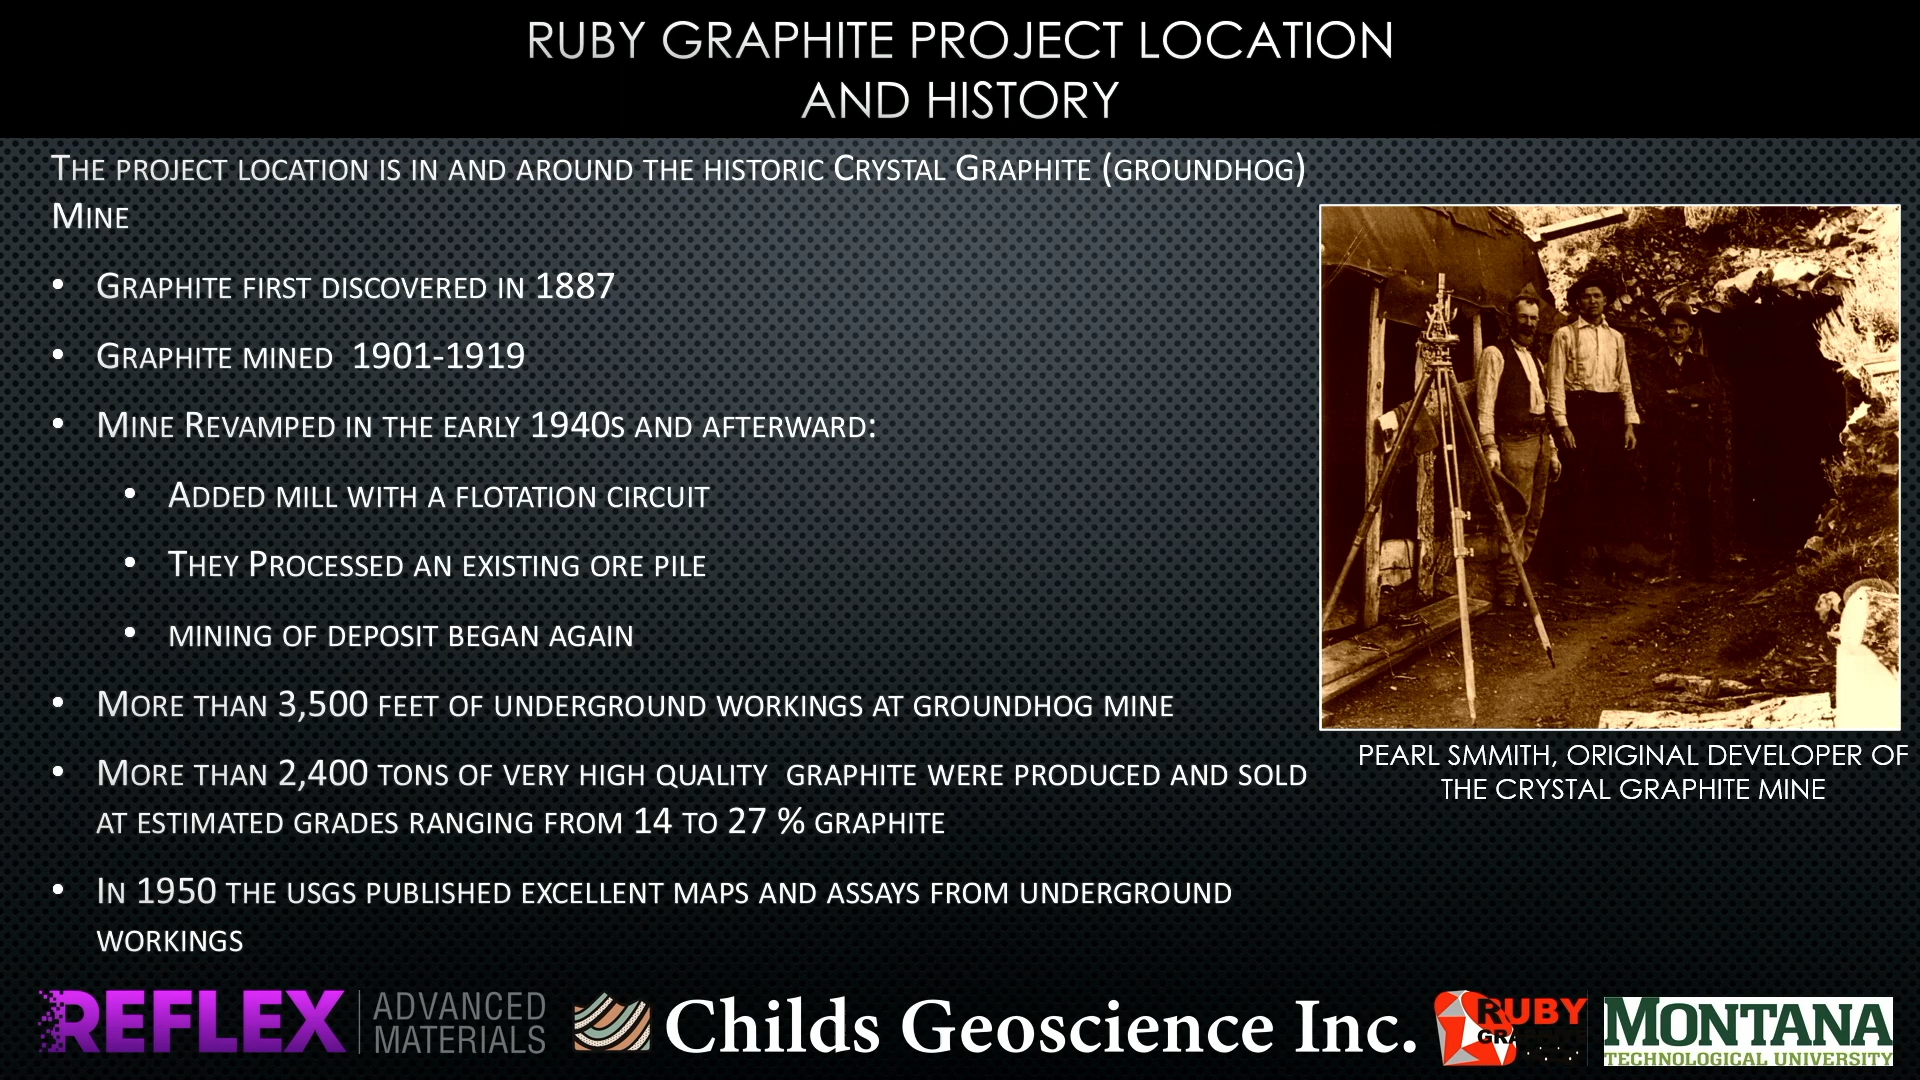 RUBY GRAPHITE PROJECT LOCATION
AND HISTORY
The project location is in and around the historic Crystal Graphite (groundhog)
Mine
• Graphite first discovered in 1887
• Graphite mined  1901-1919
• Mine Revamped in the early 1940s and afterward:
• Added mill with a flotation circuit
• They Processed an existing ore pile
• mining of deposit began again
• More than 3,500 feet of underground workings at groundhog mine
• More than 2,400 tons of very high quality  graphite were produced and sold
at estimated grades ranging from 14 to 27 % graphite
• In 1950 the usgs published excellent maps and assays from underground
workings
PEARL SMMITH, ORIGINAL DEVELOPER OF
THE CRYSTAL GRAPHITE MINE
REFLEX
ADVANCED
MATERIALS
Childs Geoscience Inc.
RUBY
MONTANA
TECHNOLOGICAL UNIVERSITY